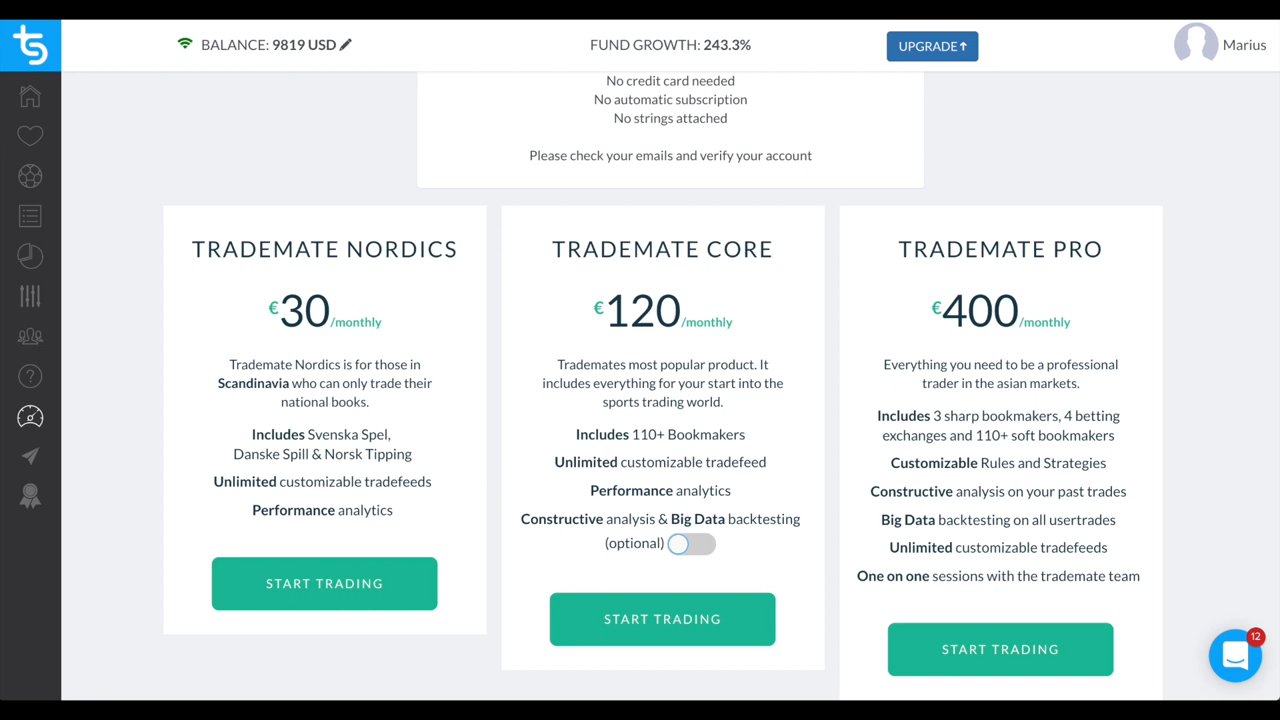 ts
BALANCE: 9819 USD
FUND GROWTH: 243.3%
UPGRADE↑
Marius
No credit card needed
No automatic subscription
No strings attached
Please check your emails and verify your account
TRADEMATE NORDICS
€30/monthly
Trademate Nordics is for those in
Scandinavia who can only trade their
national books.
Includes Svenska Spel,
Danske Spill & Norsk Tipping
Unlimited customizable tradefeeds
Performance analytics
START TRADING
TRADEMATE CORE
€120/monthly
Trademates most popular product. It
includes everything for your start into the
sports trading world.
Includes 110+ Bookmakers
Unlimited customizable tradefeed
Performance analytics
Constructive analysis & Big Data backtesting
(optional)
START TRADING
TRADEMATE PRO
€400/monthly
Everything you need to be a professional
trader in the asian markets.
Includes 3 sharp bookmakers, 4 betting
exchanges and 110+ soft bookmakers
Customizable Rules and Strategies
Constructive analysis on your past trades
Big Data backtesting on all usertrades
Unlimited customizable tradefeeds
One on one sessions with the trademate team
START TRADING
12